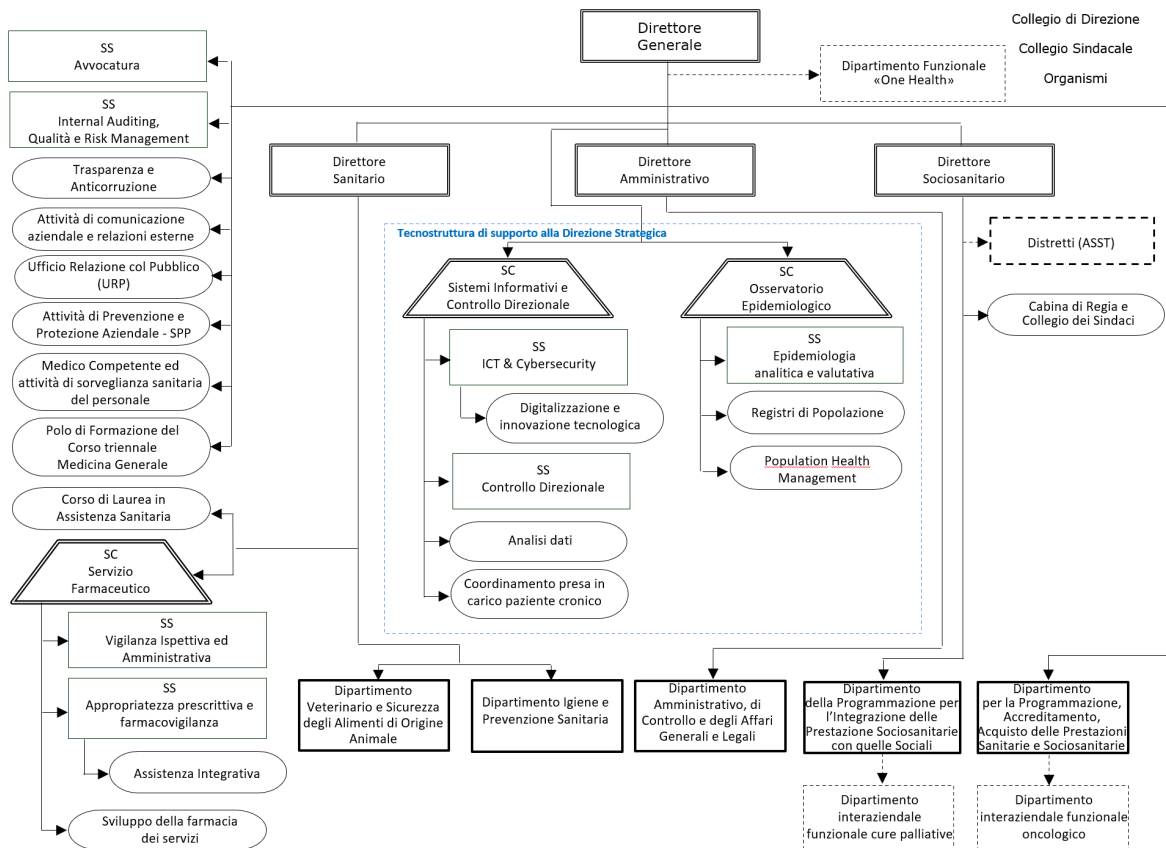 Direttore
Generale
Collegio di Direzione
Collegio Sindacale
Organismi
Dipartimento Funzionale
«One Health»
SS
Avvocatura
SS
Internal Auditing,
Qualità e Risk Management
Trasparenza e
Anticorruzione
Attività di comunicazione
aziendale e relazioni esterne
Ufficio Relazione col Pubblico
(URP)
Attività di Prevenzione e
Protezione Aziendale - SPP
Medico Competente ed
attività di sorveglianza sanitaria
del personale
Polo di Formazione del
Corso triennale
Medicina Generale
Corso di Laurea in
Assistenza Sanitaria
SC
Servizio
Farmaceutico
SS
Vigilanza Ispettiva ed
Amministrativa
SS
Appropriatezza prescrittiva e
farmacovigilanza
Assistenza Integrativa
Sviluppo della farmacia
dei servizi
Direttore
Sanitario
Direttore
Amministrativo
Direttore
Sociosanitario
Tecnostruttura di supporto alla Direzione Strategica
SC
Sistemi Informativi e
Controllo Direzionale
SS
ICT & Cybersecurity
Digitalizzazione e
innovazione tecnologica
SS
Controllo Direzionale
Analisi dati
Coordinamento presa in
carico paziente cronico
SC
Osservatorio
Epidemiologico
SS
Epidemiologia
analitica e valutativa
Registri di Popolazione
Population Health
Management
Distretti (ASST)
Cabina di Regia e
Collegio dei Sindaci
Dipartimento
Veterinario e Sicurezza
degli Alimenti di Origine
Animale
Dipartimento Igiene e
Prevenzione Sanitaria
Dipartimento
Amministrativo, di
Controllo e degli Affari
Generali e Legali
Dipartimento
della Programmazione per
l'Integrazione delle
Prestazione Sociosanitarie
con quelle Sociali
Dipartimento
per la Programmazione,
Accreditamento,
Acquisto delle Prestazioni
Sanitarie e Sociosanitarie
Dipartimento
interaziendale
funzionale cure palliative
Dipartimento
interaziendale funzionale
oncologico